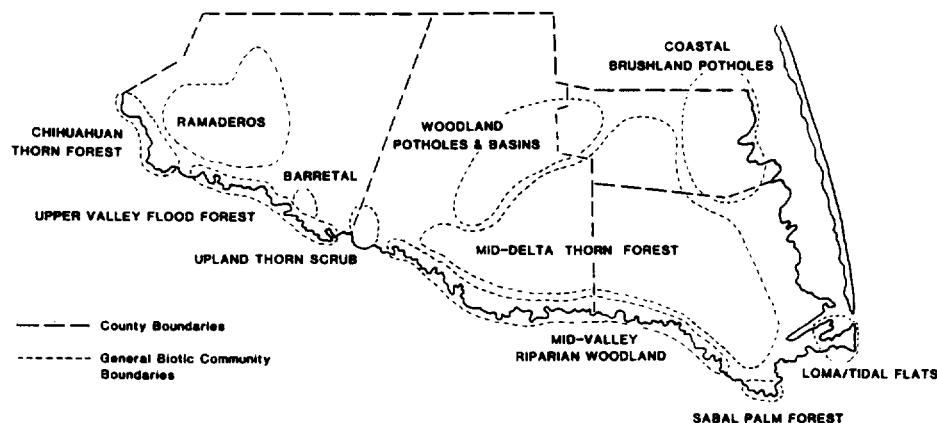 COASTAL
BRUSHLAND POTHOLES
RAMADEROS
CHIHUAHUAN
THORN FOREST
WOODLAND
POTHOLES & BASINS
BARRETAL
UPPER VALLEY FLOOD FOREST
UPLAND THORN SCRUB
MID-DELTA THORN FOREST
County Boundaries
General Biotic Community
Boundaries
MID-VALLEY
RIPARIAN WOODLAND
LOMA/TIDAL FLATS
SABAL PALM FOREST